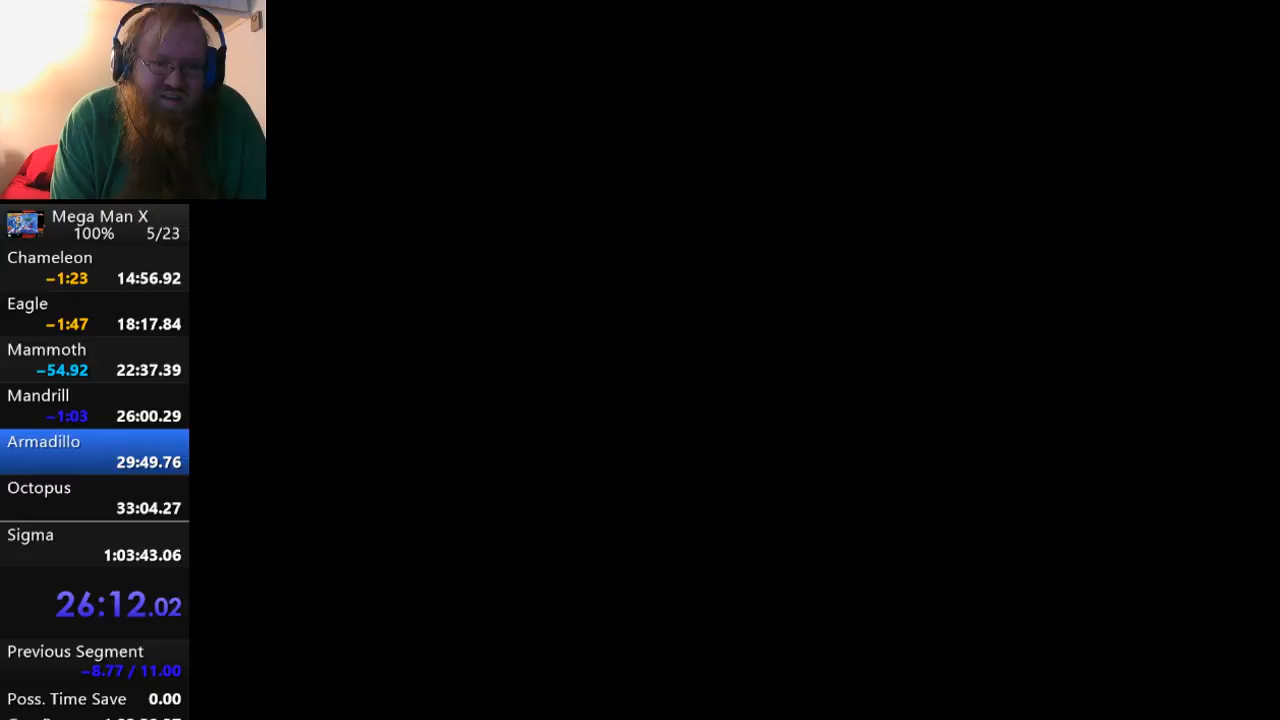 Mega Man X
100% 5/23
Chameleon
−1:23 14:56.92
Eagle
−1:47 18:17.84
Mammoth
−54.92 22:37.39
Mandrill
−1:03 26:00.29
Armadillo
29:49.76
Octopus
33:04.27
Sigma
1:03:43.06
26:12.02
Previous Segment
−8.77 / 11.00
Poss. Time Save 0.00